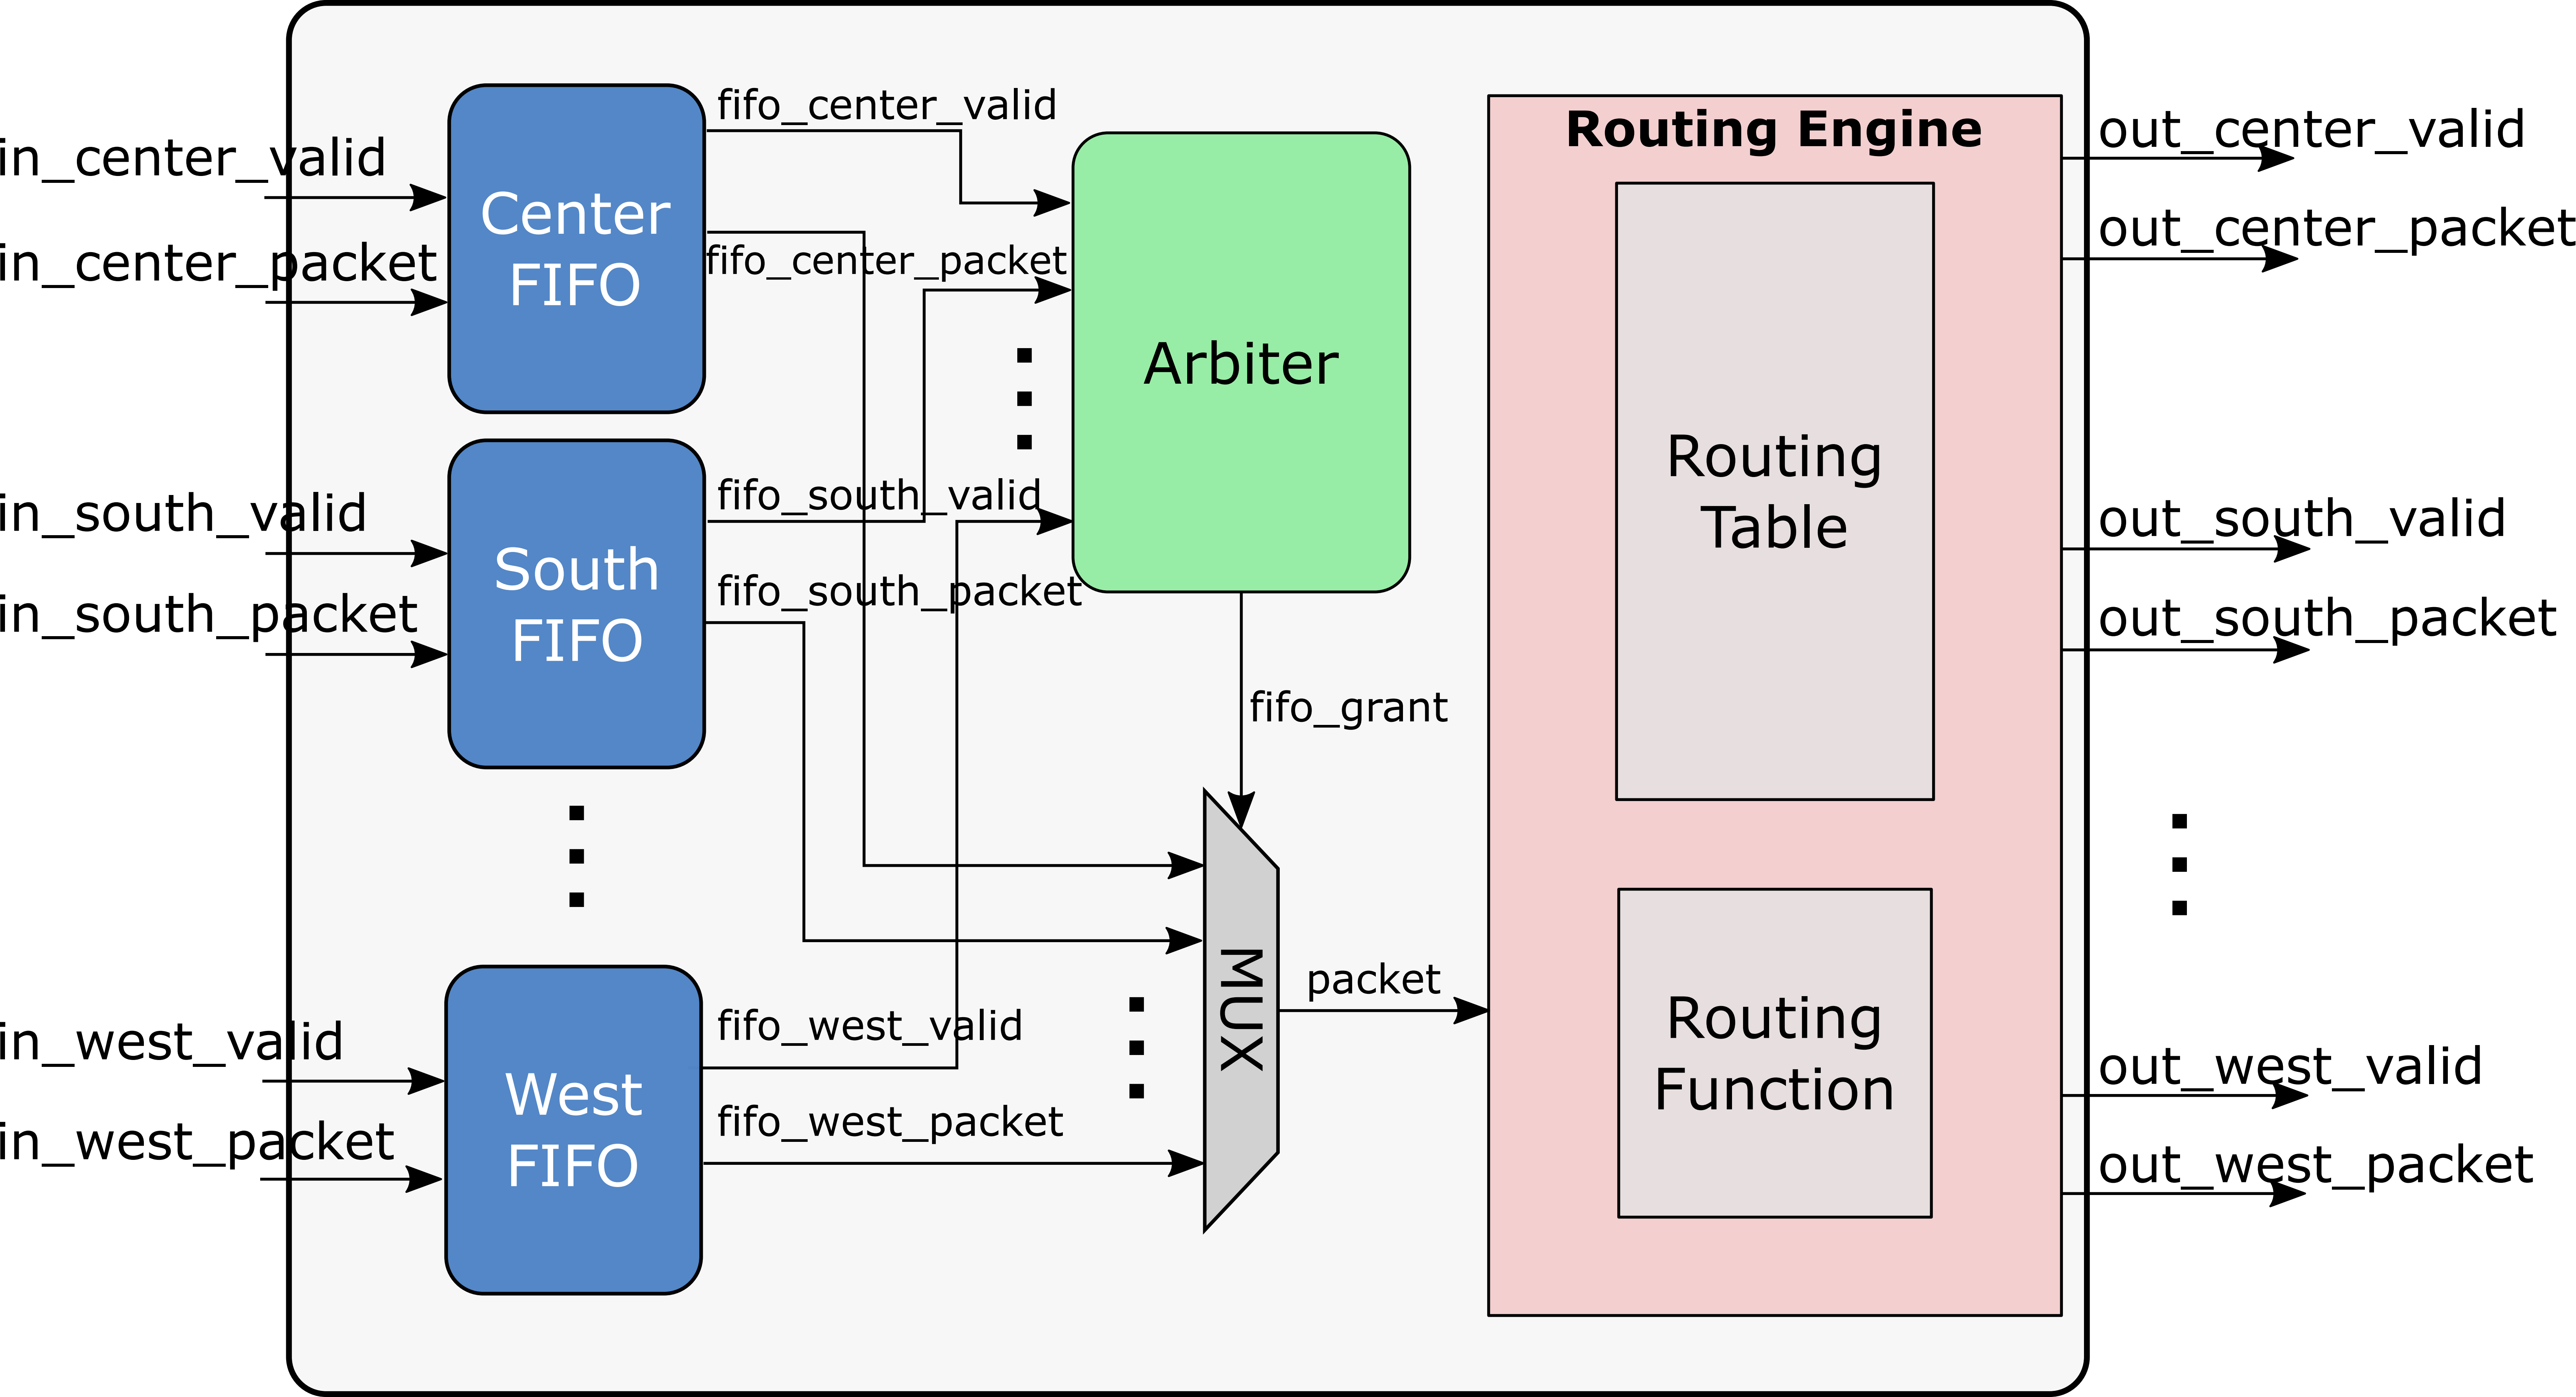 in_center_valid
in_center_packet
in_south_valid
in_south_packet
in_west_valid
in_west_packet
Center
FIFO
South
FIFO
West
FIFO
fifo_center_valid
fifo_center_packet
fifo_south_valid
fifo_south_packet
fifo_west_valid
fifo_west_packet
Arbiter
fifo_grant
MUX
packet
Routing Engine
Routing
Table
Routing
Function
out_center_valid
out_center_packet
out_south_valid
out_south_packet
out_west_valid
out_west_packet